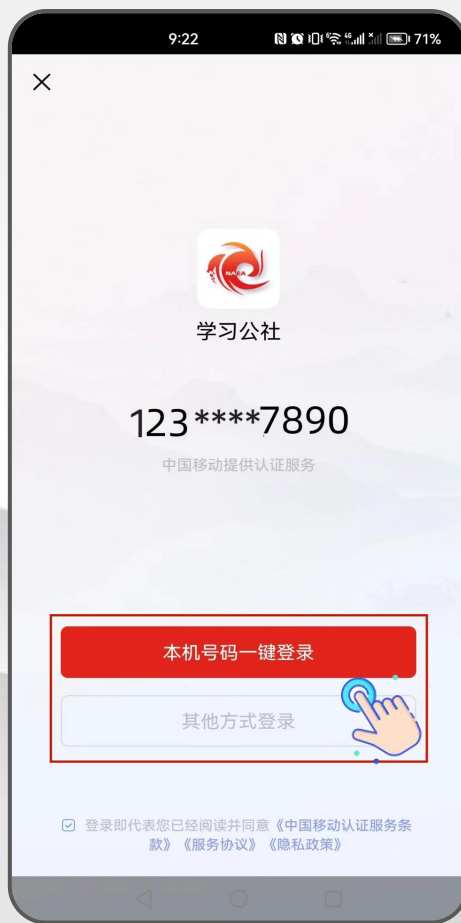 9:22
71%
NAEA
学习公社
123****7890
中国移动提供认证服务
本机号码一键登录
其他方式登录
登录即代表您已经阅读并同意《中国移动认证服务条
款》《服务协议》《隐私政策》